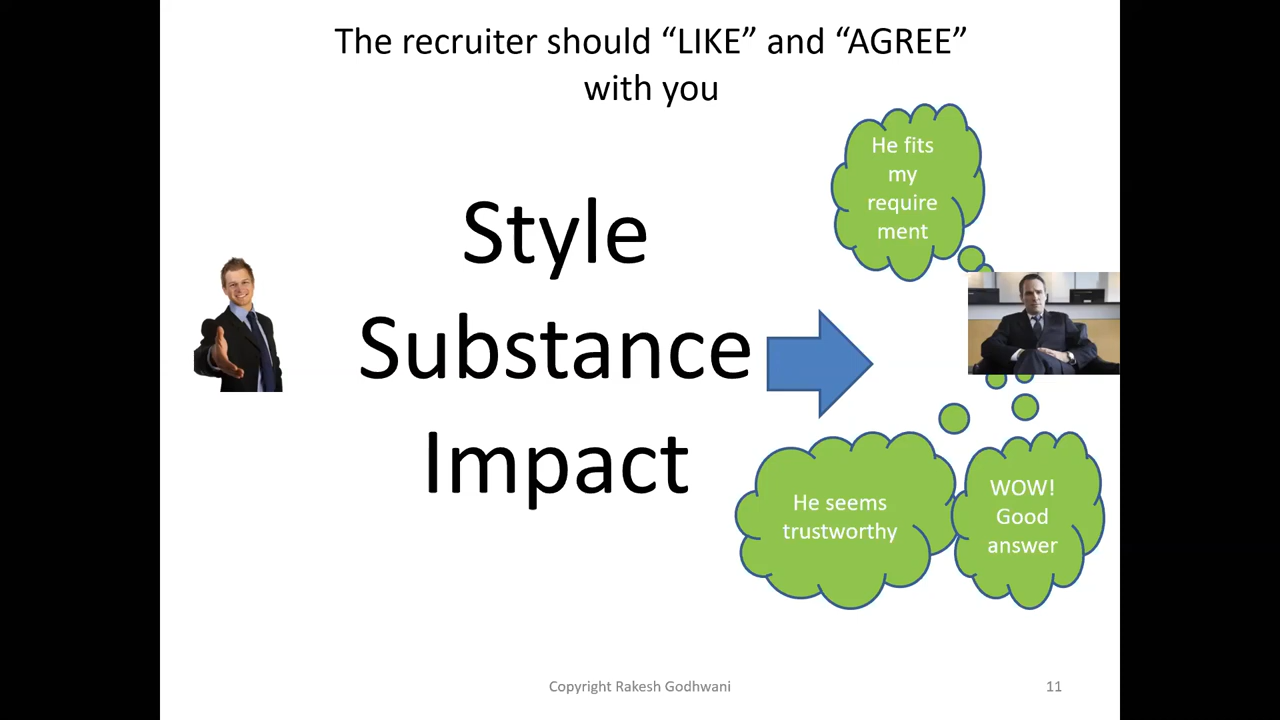 The recruiter should “LIKE” and “AGREE”
with you
He fits
my
require
ment
Style
Substance
Impact
He seems
trustworthy
WOW!
Good
answer
Copyright Rakesh Godhwani
11